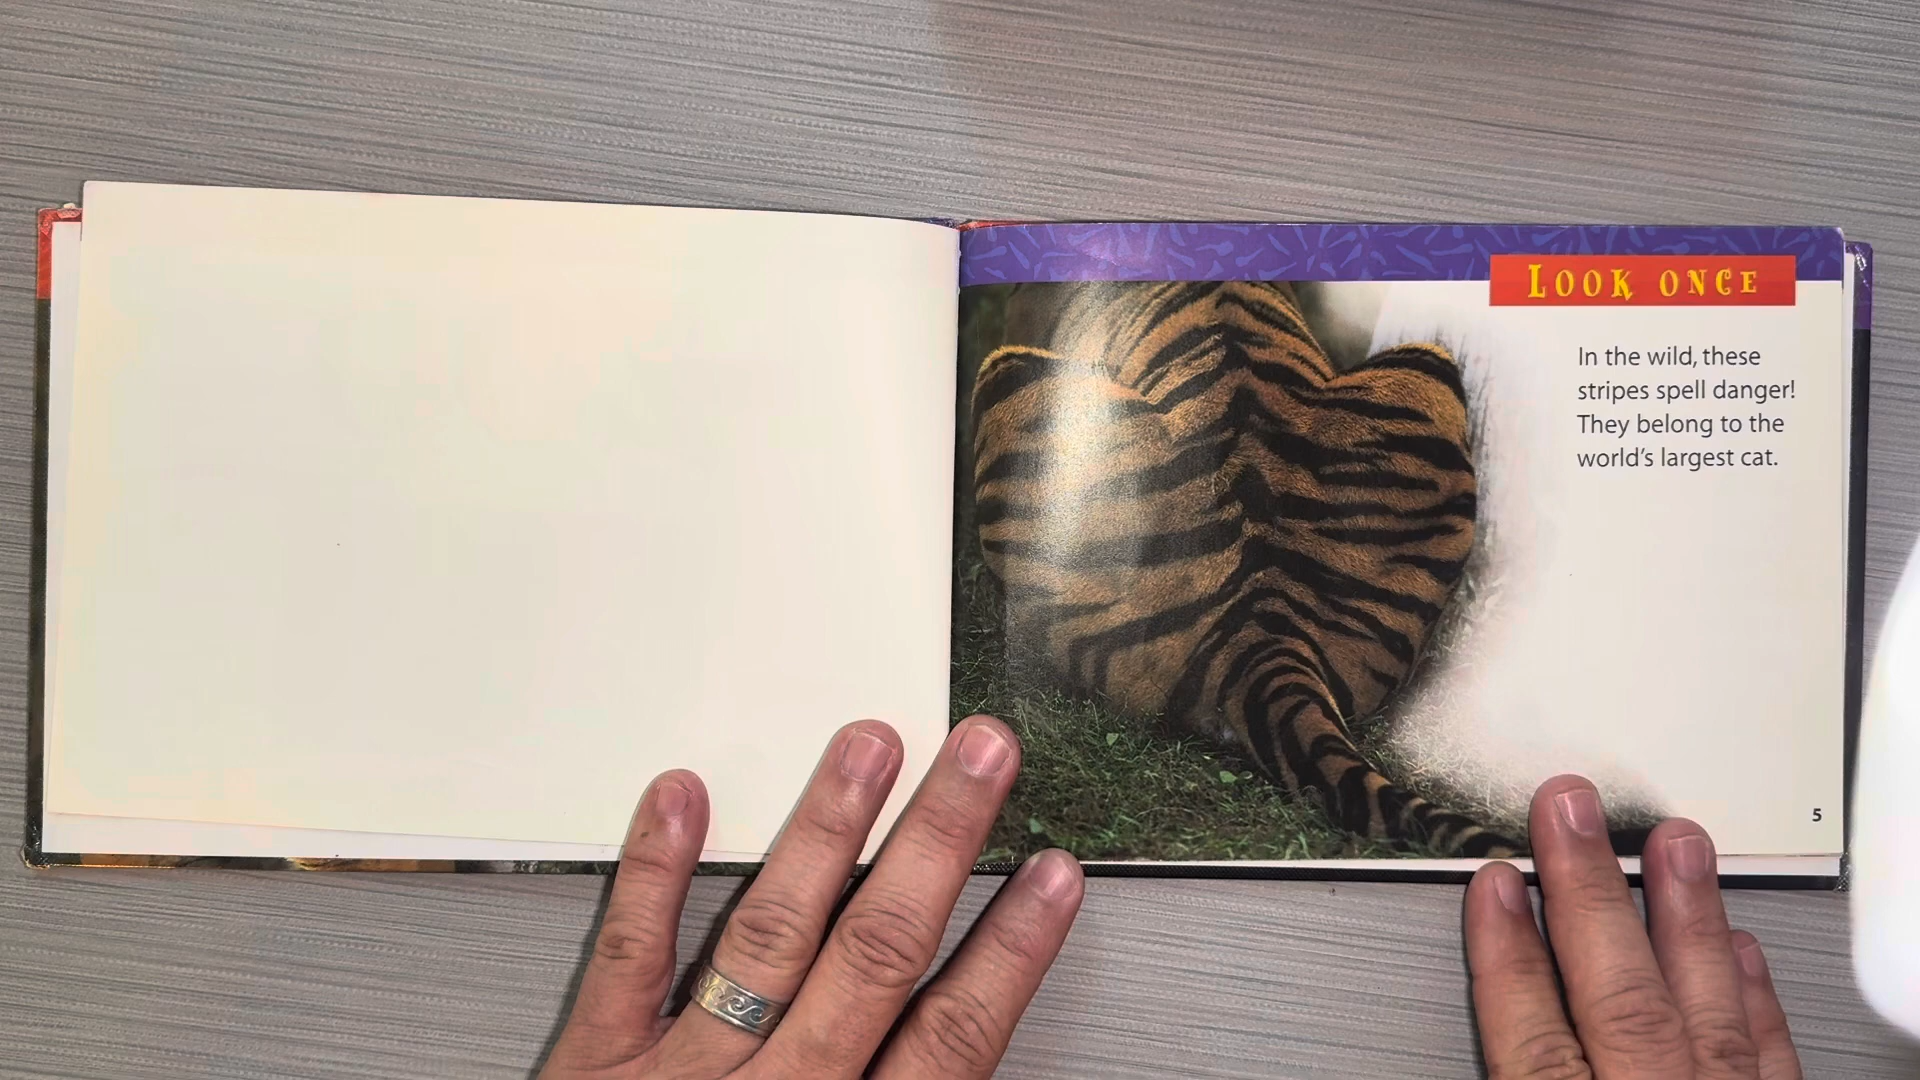 LOOK ONCE
In the wild, these
stripes spell danger!
They belong to the
world's largest cat.
5